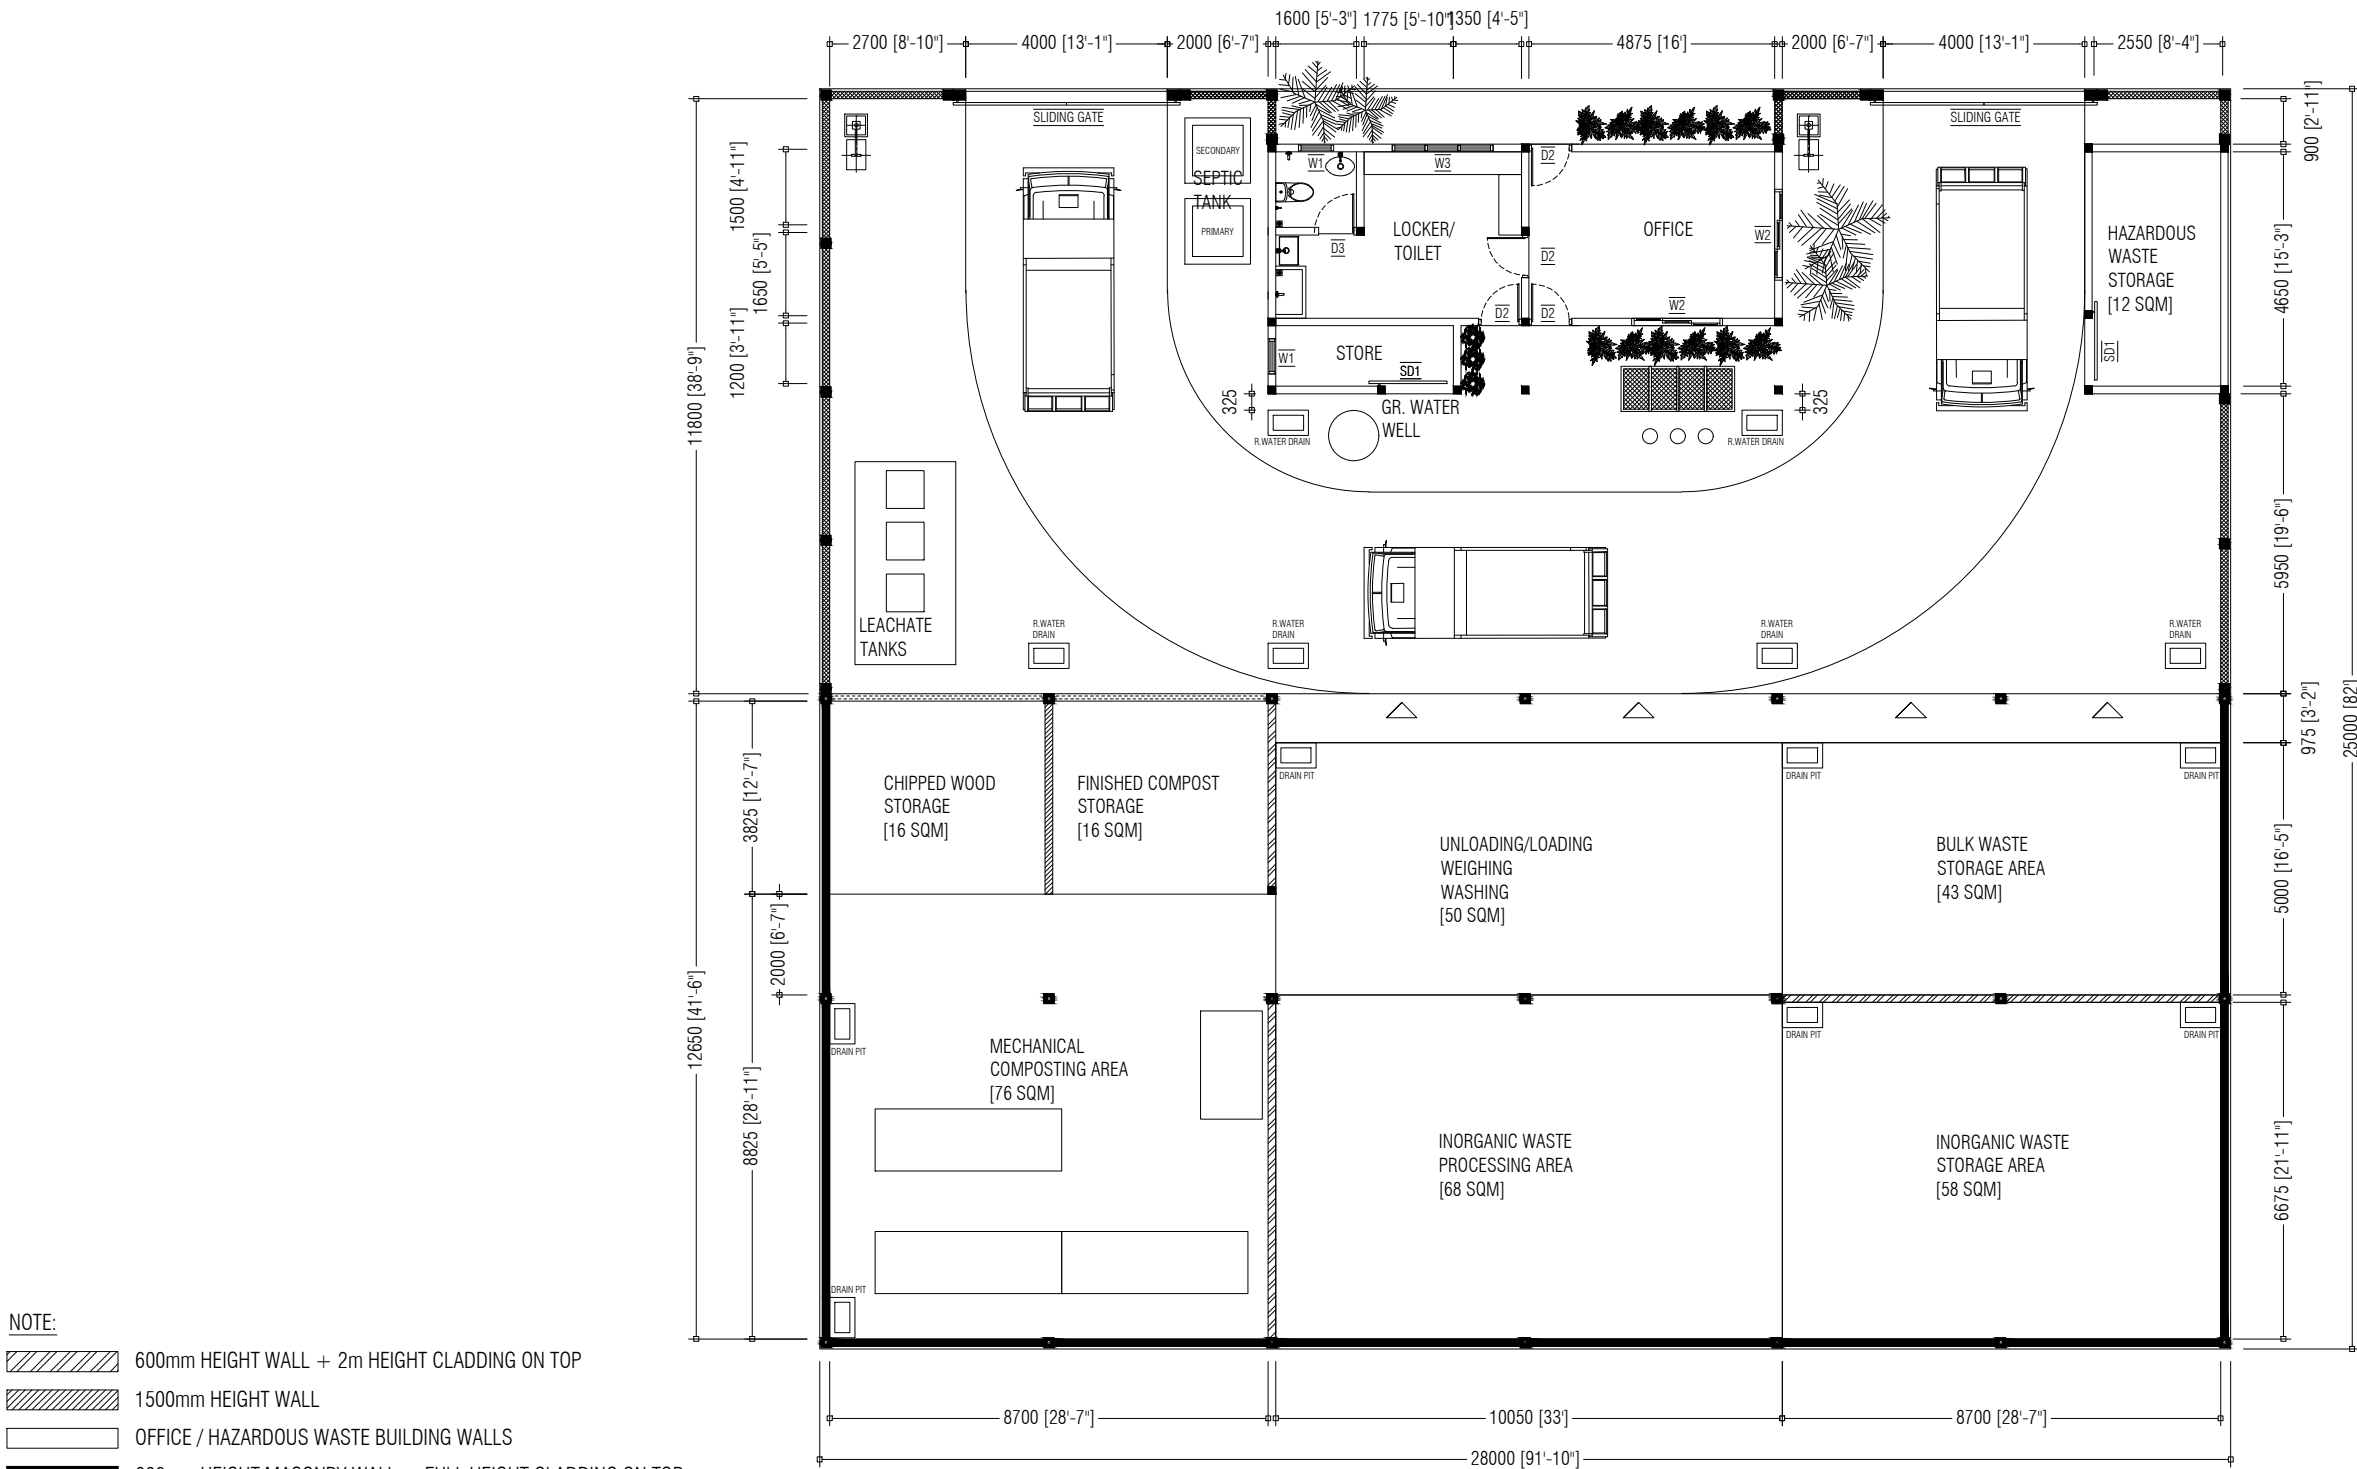 1600 [5'-3"] 1775 [5'-10"] 1350 [4'-5"]
2700 [8'-10"] 4000 [13'-1"] 2000 [6'-7"] 4875 [16'] 2000 [6'-7"] 4000 [13'-1"] 2550 [8'-4"]
SLIDING GATE
SLIDING GATE
900 [2'-11"]
1500 [4'-11"]
1650 [5'-5"]
1200 [3'-11"]
11800 [38'-9"]
SECONDARY
SEPTIC
TANK
PRIMARY
W1
W3
D2
D3
LOCKER/
TOILET
D2
OFFICE
W2
W2
D2
D2
HAZARDOUS
WASTE
STORAGE
[12 SQM]
4650 [15'-3"]
SD1
W1
STORE
SD1
325
GR. WATER
WELL
325
R.WATER DRAIN
R.WATER DRAIN
5950 [19'-6"]
LEACHATE
TANKS
R.WATER
DRAIN
R.WATER
DRAIN
R.WATER
DRAIN
R.WATER
DRAIN
975 [3'-2"]
25000 [82']
3825 [12'-7"]
CHIPPED WOOD
STORAGE
[16 SQM]
FINISHED COMPOST
STORAGE
[16 SQM]
DRAIN PIT
DRAIN PIT
DRAIN PIT
UNLOADING/LOADING
WEIGHING
WASHING
[50 SQM]
BULK WASTE
STORAGE AREA
[43 SQM]
5000 [16'-5"]
2000 [6'-7"]
12650 [41'-6"]
8825 [28'-11"]
DRAIN PIT
MECHANICAL
COMPOSTING AREA
[76 SQM]
DRAIN PIT
DRAIN PIT
INORGANIC WASTE
PROCESSING AREA
[68 SQM]
INORGANIC WASTE
STORAGE AREA
[58 SQM]
6675 [21'-11"]
DRAIN PIT
NOTE:
600mm HEIGHT WALL + 2m HEIGHT CLADDING ON TOP
1500mm HEIGHT WALL
OFFICE / HAZARDOUS WASTE BUILDING WALLS
8700 [28'-7"] 10050 [33'] 8700 [28'-7"]
28000 [91'-10"]